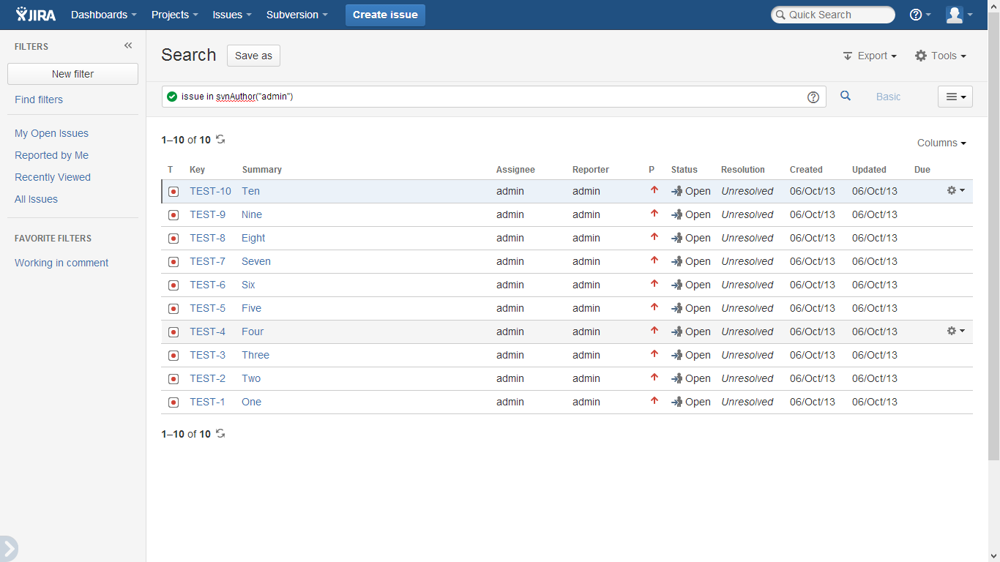 JIRA Dashboards Projects Issues Subversion Create issue Quick Search
FILTERS
New filter
Find filters
My Open Issues
Reported by Me
Recently Viewed
All Issues
FAVORITE FILTERS
Working in comment
Search Save as Export Tools
issue in svnAuthor("admin") Basic
1–10 of 10
Columns
T Key Summary Assignee Reporter P Status Resolution Created Updated Due
TEST-10 Ten admin admin Open Unresolved 06/Oct/13 06/Oct/13
TEST-9 Nine admin admin Open Unresolved 06/Oct/13 06/Oct/13
TEST-8 Eight admin admin Open Unresolved 06/Oct/13 06/Oct/13
TEST-7 Seven admin admin Open Unresolved 06/Oct/13 06/Oct/13
TEST-6 Six admin admin Open Unresolved 06/Oct/13 06/Oct/13
TEST-5 Five admin admin Open Unresolved 06/Oct/13 06/Oct/13
TEST-4 Four admin admin Open Unresolved 06/Oct/13 06/Oct/13
TEST-3 Three admin admin Open Unresolved 06/Oct/13 06/Oct/13
TEST-2 Two admin admin Open Unresolved 06/Oct/13 06/Oct/13
TEST-1 One admin admin Open Unresolved 06/Oct/13 06/Oct/13
1–10 of 10